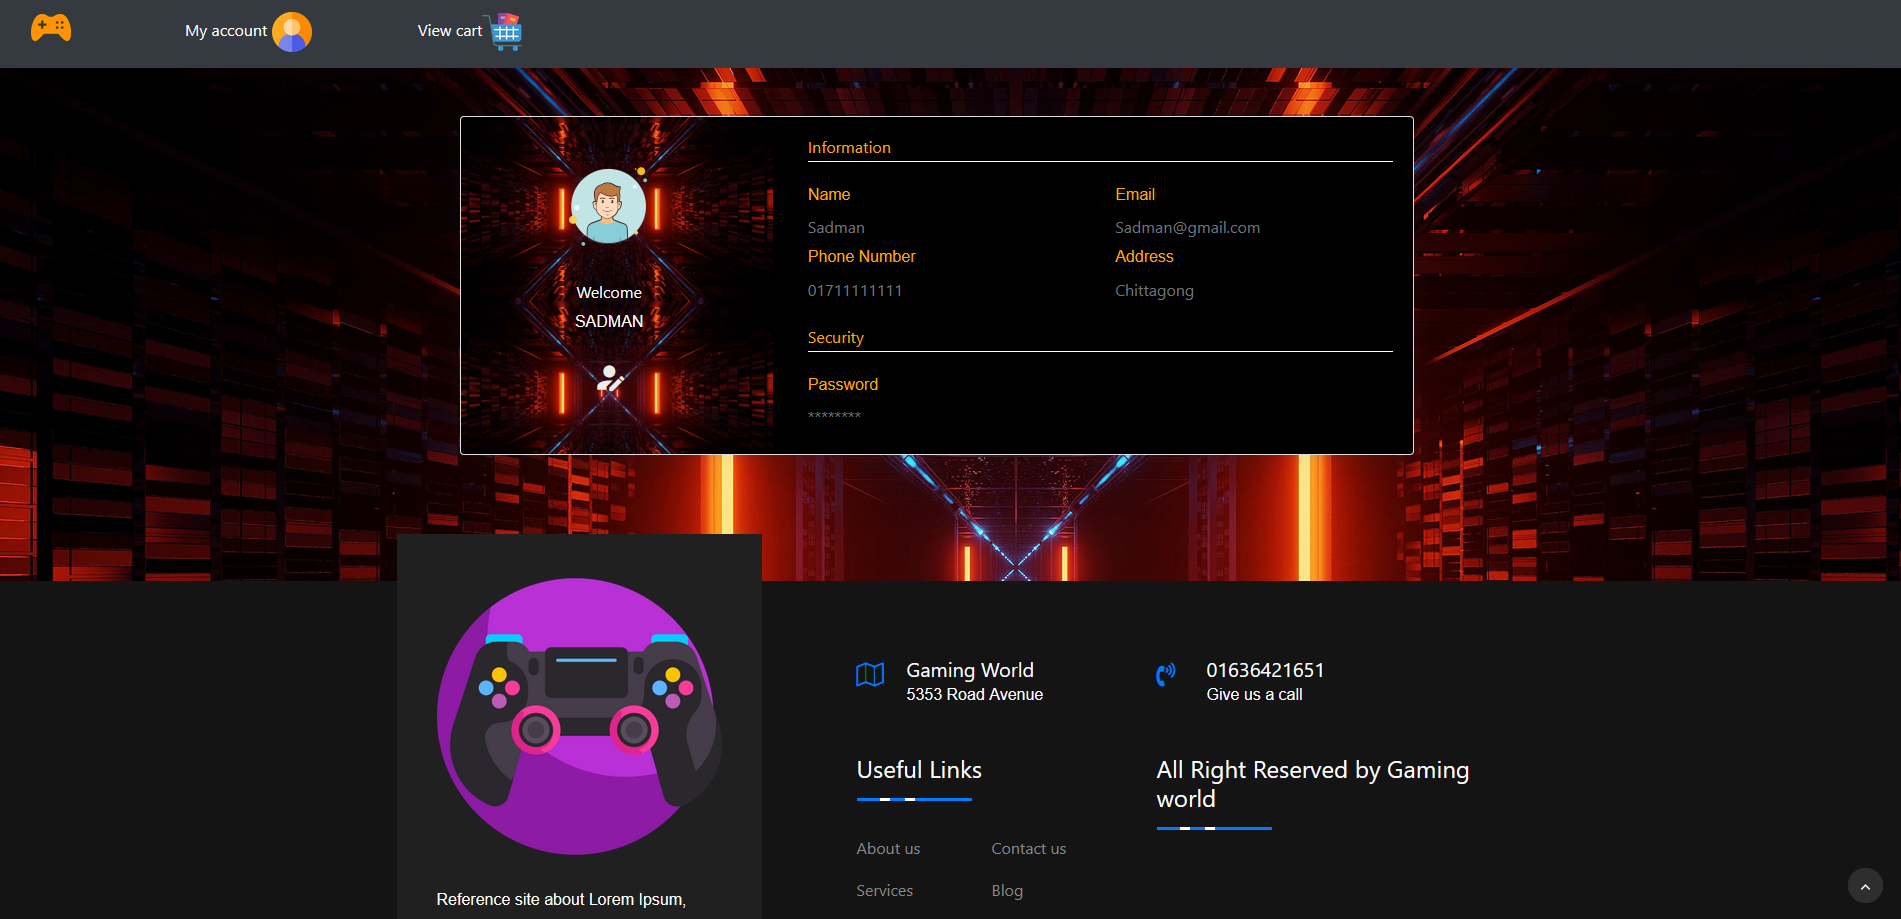 My account
View cart
Information
Name
Email
Sadman
Sadman@gmail.com
Phone Number
Address
01711111111
Chittagong
Welcome
SADMAN
Security
Password
********
Gaming World
5353 Road Avenue
01636421651
Give us a call
Useful Links
All Right Reserved by Gaming
world
About us
Contact us
Services
Blog
Reference site about Lorem Ipsum,